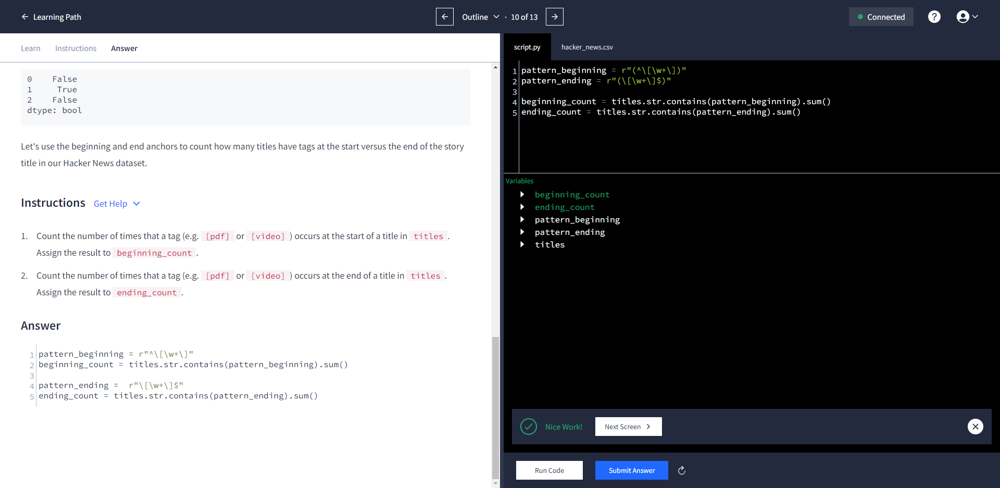 Learning Path
Outline · 10 of 13
Connected
?
Learn Instructions Answer
0    False
1     True
2    False
dtype: bool
Let's use the beginning and end anchors to count how many titles have tags at the start versus the end of the story
title in our Hacker News dataset.
Instructions Get Help
1. Count the number of times that a tag (e.g. [pdf] or [video] ) occurs at the start of a title in titles .
Assign the result to beginning_count .
2. Count the number of times that a tag (e.g. [pdf] or [video] ) occurs at the end of a title in titles .
Assign the result to ending_count .
Answer
1 pattern_beginning = r"^\[\w+\]"
2 beginning_count = titles.str.contains(pattern_beginning).sum()
3
4 pattern_ending =  r"\[\w+\]$"
5 ending_count = titles.str.contains(pattern_ending).sum()
script.py hacker_news.csv
1 pattern_beginning = r"(^\[\w+\])"
2 pattern_ending = r"(\[\w+\]$)"
3
4 beginning_count = titles.str.contains(pattern_beginning).sum()
5 ending_count = titles.str.contains(pattern_ending).sum()
Variables
beginning_count
ending_count
pattern_beginning
pattern_ending
titles
Nice Work! Next Screen
Run Code Submit Answer